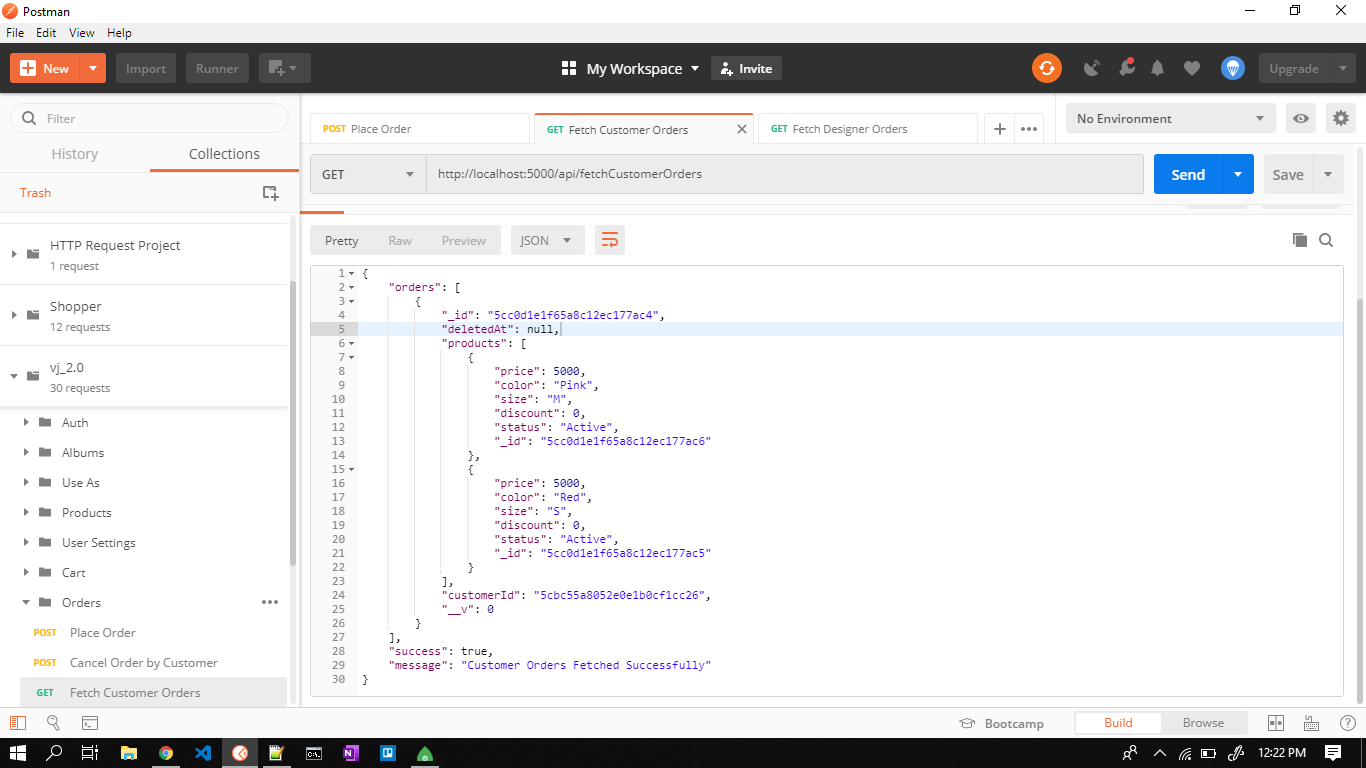 Postman
File Edit View Help
New Import Runner My Workspace Invite Upgrade
Filter
History Collections
Trash
HTTP Request Project
1 request
Shopper
12 requests
vj_2.0
30 requests
Auth
Albums
Use As
Products
User Settings
Cart
Orders
POST Place Order
POST Cancel Order by Customer
GET Fetch Customer Orders
POST Place Order GET Fetch Customer Orders GET Fetch Designer Orders No Environment
GET http://localhost:5000/api/fetchCustomerOrders Send Save
Pretty Raw Preview JSON
1 {
2 "orders": [
3 {
4 "_id": "5cc0d1e1f65a8c12ec177ac4",
5 "deletedAt": null,
6 "products": [
7 {
8 "price": 5000,
9 "color": "Pink",
10 "size": "M",
11 "discount": 0,
12 "status": "Active",
13 "_id": "5cc0d1e1f65a8c12ec177ac6"
14 },
15 {
16 "price": 5000,
17 "color": "Red",
18 "size": "S",
19 "discount": 0,
20 "status": "Active",
21 "_id": "5cc0d1e1f65a8c12ec177ac5"
22 }
23 ],
24 "customerId": "5cbc55a8052e0e1b0cf1cc26",
25 "__v": 0
26 }
27 ],
28 "success": true,
29 "message": "Customer Orders Fetched Successfully"
30 }
Bootcamp Build Browse
12:22 PM